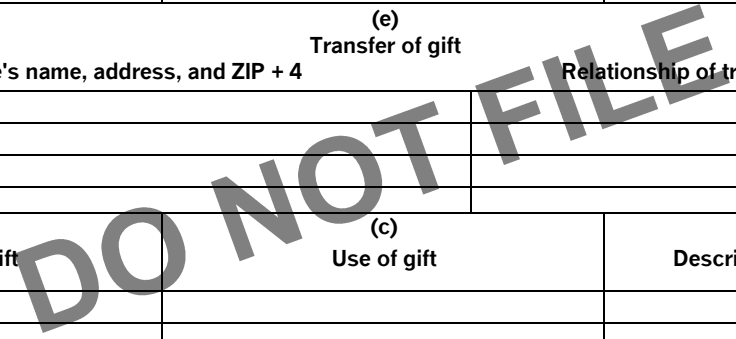 (e)
Transfer of gift
e's name, address, and ZIP + 4 Relationship of tr
DO NOT FILE
(c)
ift Use of gift Descri